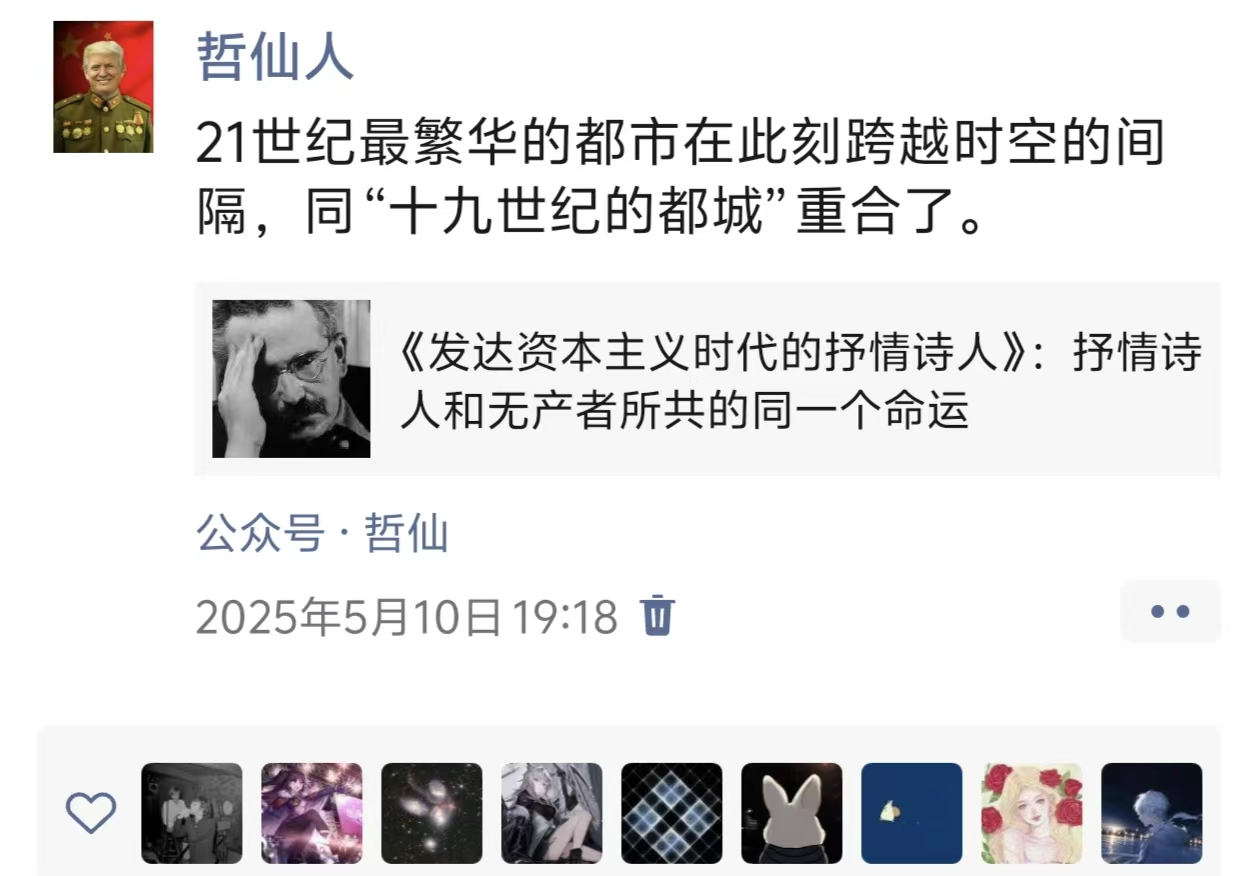 哲仙人
21世纪最繁华的都市在此刻跨越时空的间
隔，同“十九世纪的都城”重合了。
《发达资本主义时代的抒情诗人》：抒情诗
人和无产者所共的同一个命运
公众号 · 哲仙
2025年5月10日 19:18